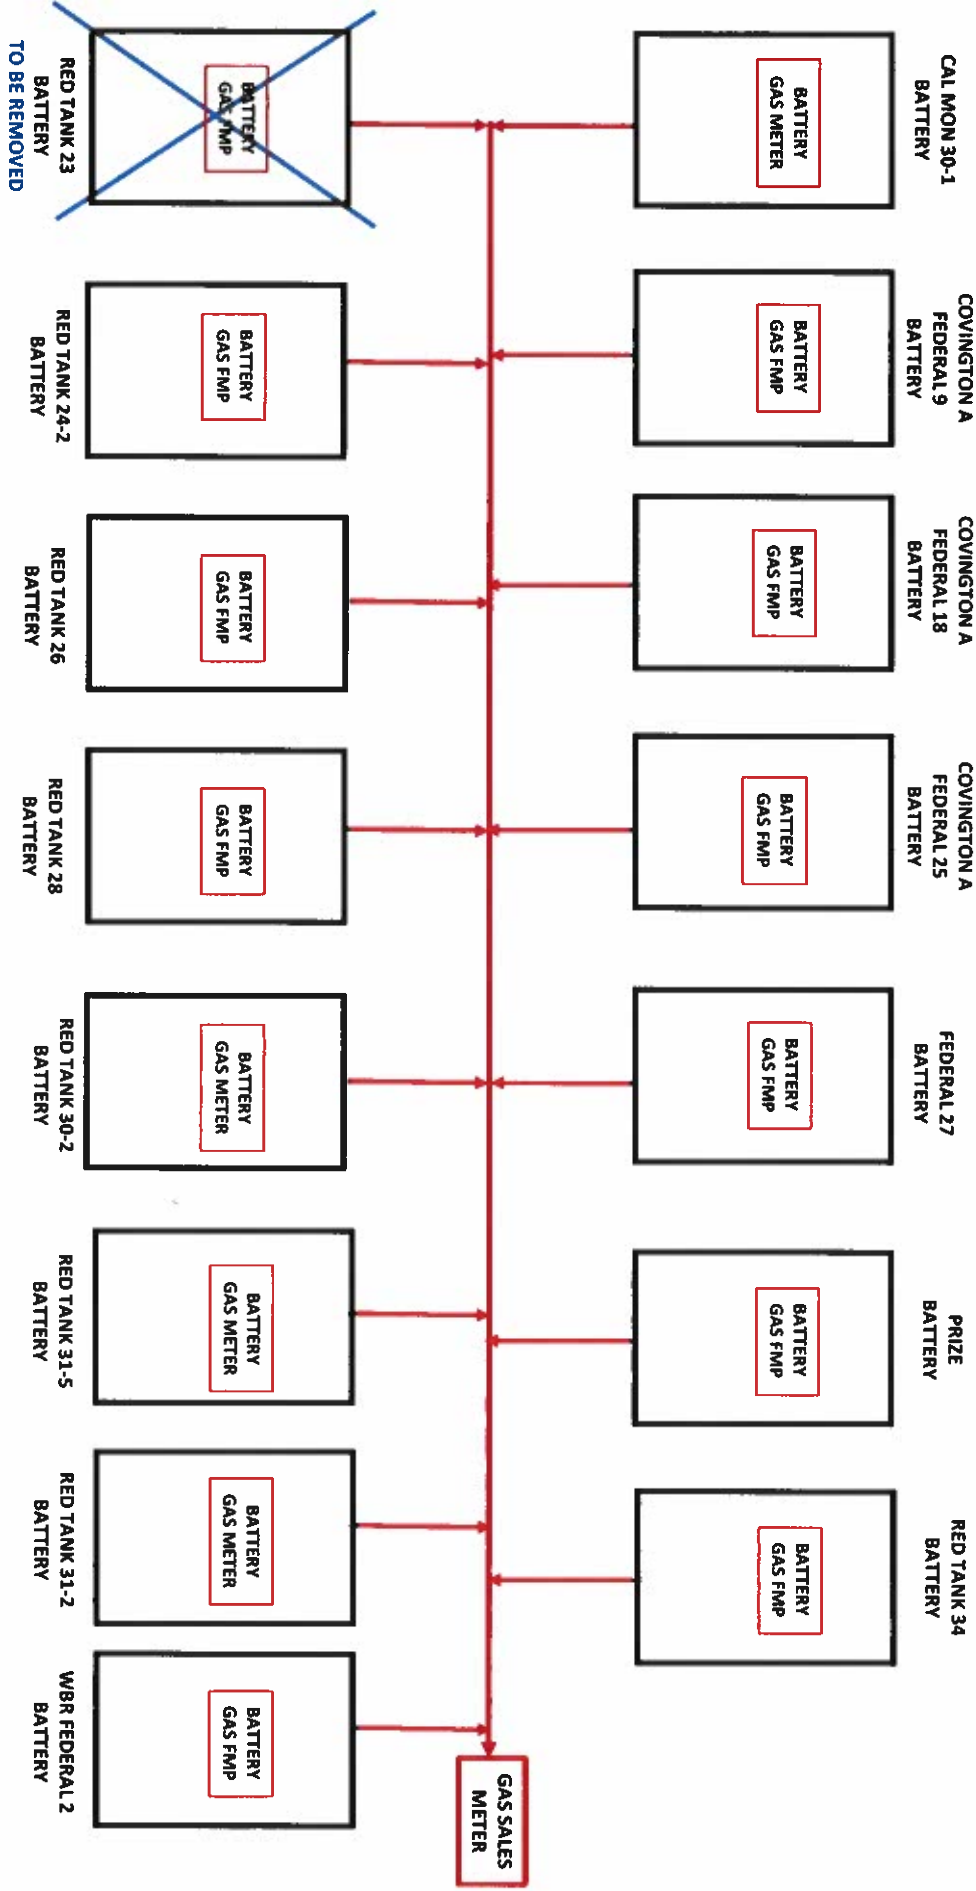 CAL MON 30-1
BATTERY
BATTERY
GAS METER
COVINGTON A
FEDERAL 9
BATTERY
BATTERY
GAS FMP
COVINGTON A
FEDERAL 18
BATTERY
BATTERY
GAS FMP
COVINGTON A
FEDERAL 25
BATTERY
BATTERY
GAS FMP
FEDERAL 27
BATTERY
BATTERY
GAS FMP
PRIZE
BATTERY
BATTERY
GAS FMP
RED TANK 34
BATTERY
BATTERY
GAS FMP
GAS SALES
METER
BATTERY
GAS FMP
RED TANK 23
BATTERY
TO BE REMOVED
BATTERY
GAS FMP
RED TANK 24-2
BATTERY
BATTERY
GAS FMP
RED TANK 26
BATTERY
BATTERY
GAS FMP
RED TANK 28
BATTERY
BATTERY
GAS METER
RED TANK 30-2
BATTERY
BATTERY
GAS METER
RED TANK 31-5
BATTERY
BATTERY
GAS METER
RED TANK 31-2
BATTERY
BATTERY
GAS FMP
WBR FEDERAL 2
BATTERY